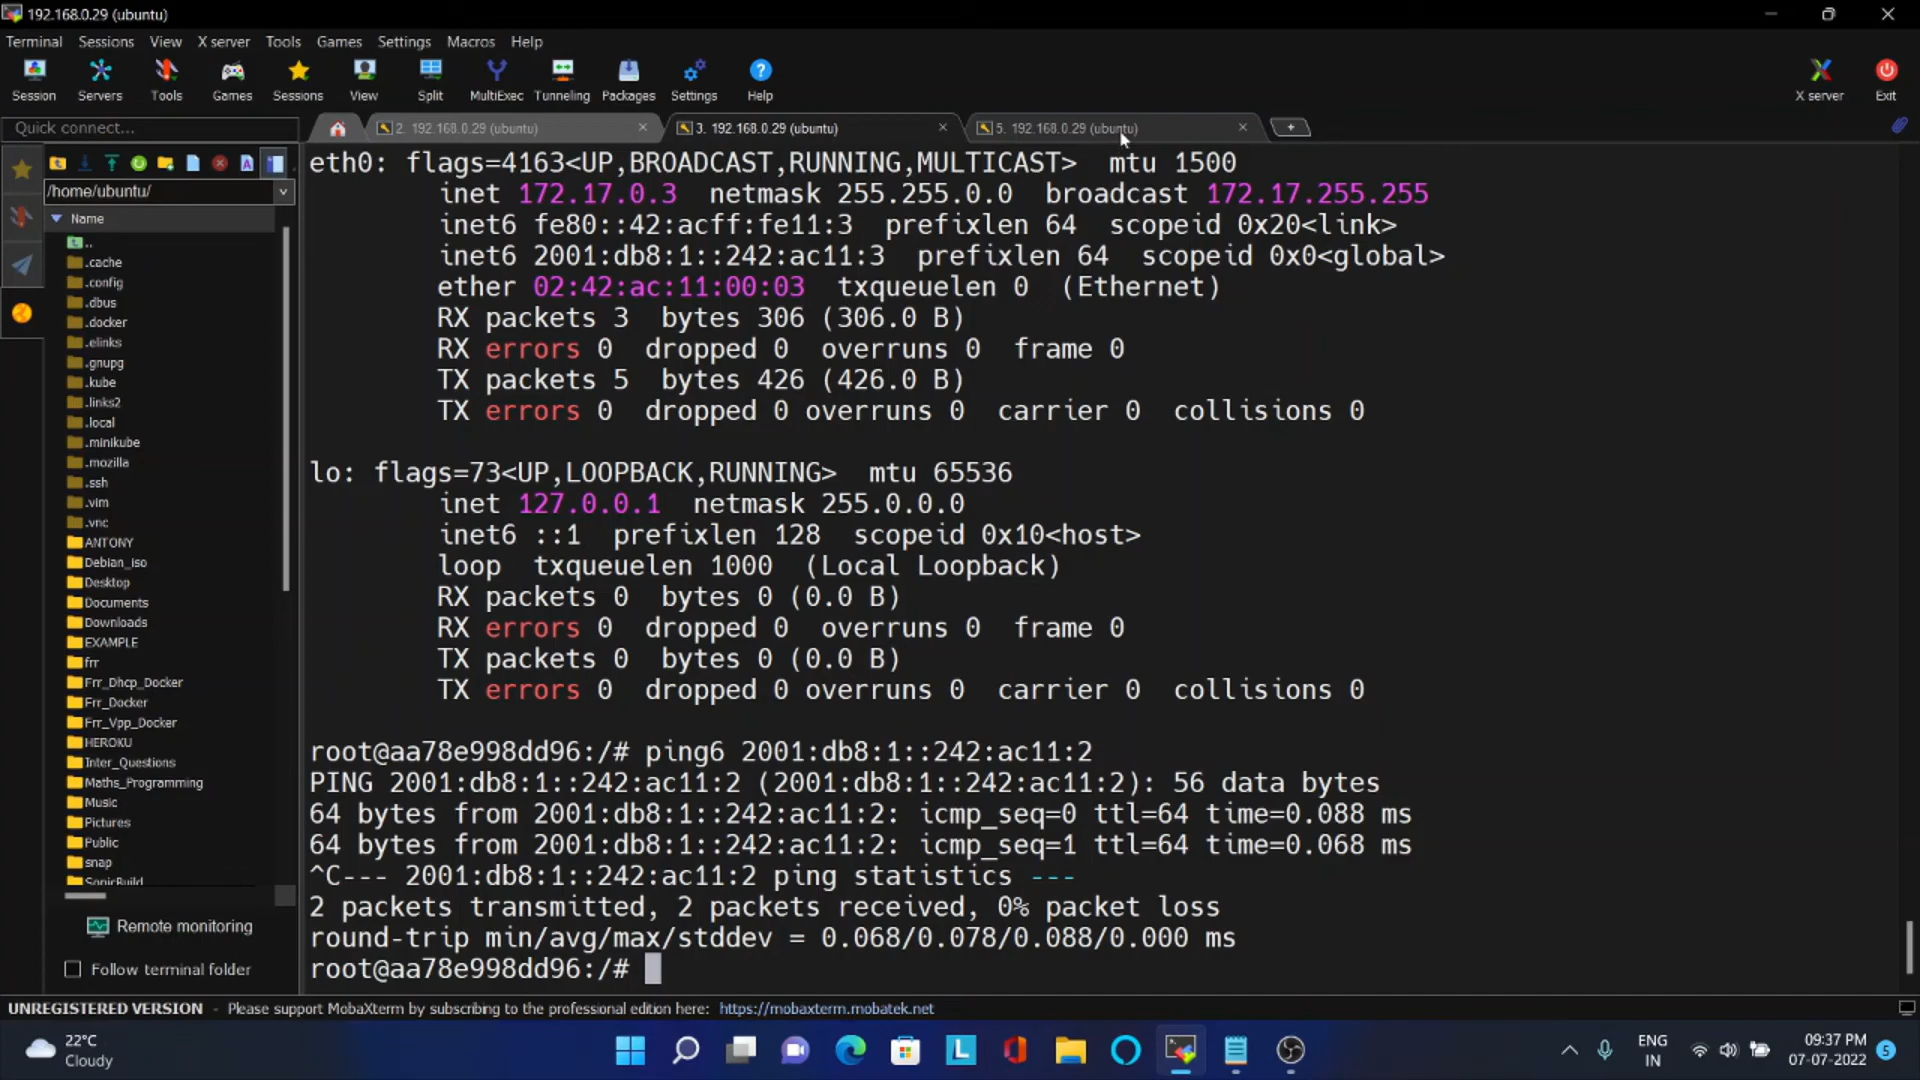 192.168.0.29 (ubuntu)
Terminal Sessions View X server Tools Games Settings Macros Help
Session Servers Tools Games Sessions View Split MultiExec Tunneling Packages Settings Help X server Exit
Quick connect...
2. 192.168.0.29 (ubuntu)
3. 192.168.0.29 (ubuntu)
5. 192.168.0.29 (ubuntu)
/home/ubuntu/
Name
..
.cache
.config
.dbus
.docker
.elinks
.gnupg
.kube
.links2
.local
.minikube
.mozilla
.ssh
.vim
.vnc
ANTONY
Debian_iso
Desktop
Documents
Downloads
EXAMPLE
frr
Frr_Dhcp_Docker
Frr_Docker
Frr_Vpp_Docker
HEROKU
Inter_Questions
Maths_Programming
Music
Pictures
Public
snap
SonicBuild
Remote monitoring
Follow terminal folder
eth0: flags=4163<UP,BROADCAST,RUNNING,MULTICAST> mtu 1500
inet 172.17.0.3 netmask 255.255.0.0 broadcast 172.17.255.255
inet6 fe80::42:acff:fe11:3 prefixlen 64 scopeid 0x20<link>
inet6 2001:db8:1::242:ac11:3 prefixlen 64 scopeid 0x0<global>
ether 02:42:ac:11:00:03 txqueuelen 0 (Ethernet)
RX packets 3 bytes 306 (306.0 B)
RX errors 0 dropped 0 overruns 0 frame 0
TX packets 5 bytes 426 (426.0 B)
TX errors 0 dropped 0 overruns 0 carrier 0 collisions 0
lo: flags=73<UP,LOOPBACK,RUNNING> mtu 65536
inet 127.0.0.1 netmask 255.0.0.0
inet6 ::1 prefixlen 128 scopeid 0x10<host>
loop txqueuelen 1000 (Local Loopback)
RX packets 0 bytes 0 (0.0 B)
RX errors 0 dropped 0 overruns 0 frame 0
TX packets 0 bytes 0 (0.0 B)
TX errors 0 dropped 0 overruns 0 carrier 0 collisions 0
root@aa78e998dd96:/# ping6 2001:db8:1::242:ac11:2
PING 2001:db8:1::242:ac11:2 (2001:db8:1::242:ac11:2): 56 data bytes
64 bytes from 2001:db8:1::242:ac11:2: icmp_seq=0 ttl=64 time=0.088 ms
64 bytes from 2001:db8:1::242:ac11:2: icmp_seq=1 ttl=64 time=0.068 ms
^C--- 2001:db8:1::242:ac11:2 ping statistics ---
2 packets transmitted, 2 packets received, 0% packet loss
round-trip min/avg/max/stddev = 0.068/0.078/0.088/0.000 ms
root@aa78e998dd96:/#
UNREGISTERED VERSION - Please support MobaXterm by subscribing to the professional edition here: https://mobaxterm.mobatek.net
22°C
Cloudy
ENG
IN
09:37 PM
07-07-2022
5